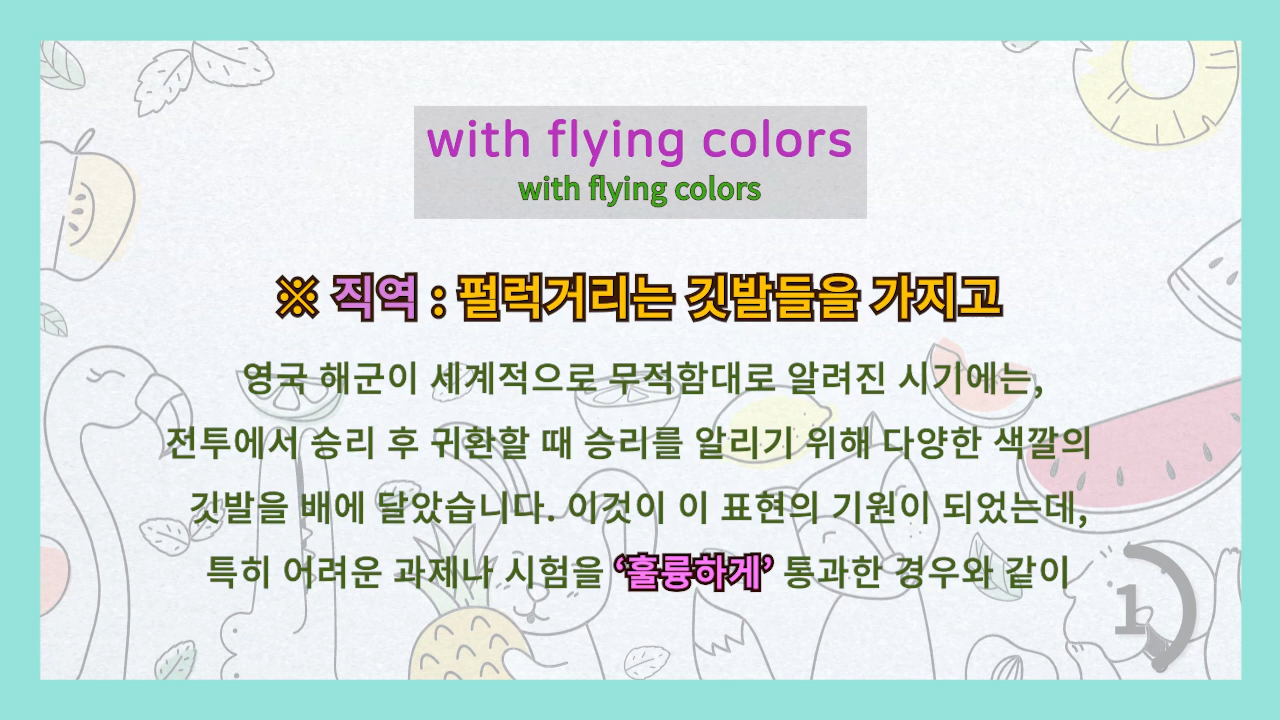 with flying colors
with flying colors
※ 직역 : 펄럭거리는 깃발들을 가지고
영국 해군이 세계적으로 무적함대로 알려진 시기에는,
전투에서 승리 후 귀환할 때 승리를 알리기 위해 다양한 색깔의
깃발을 배에 달았습니다. 이것이 이 표현의 기원이 되었는데,
특히 어려운 과제나 시험을 ‘훌륭하게’ 통과한 경우와 같이
1